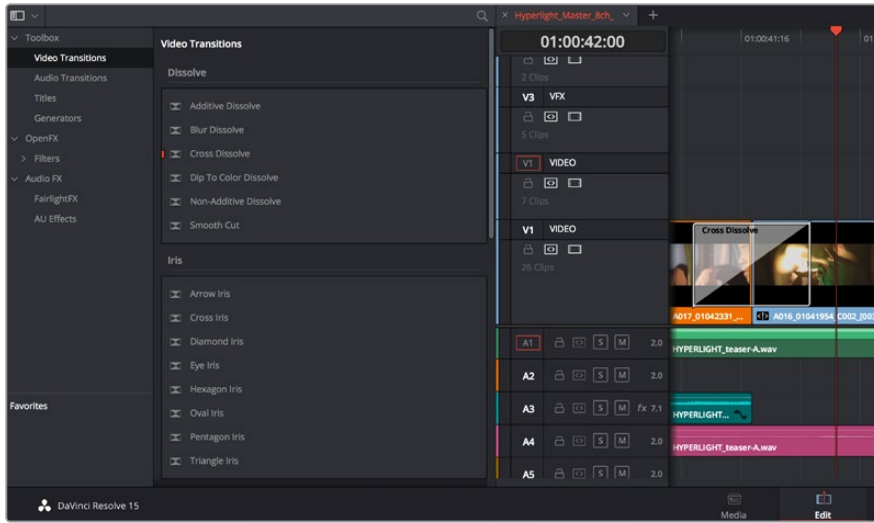 Hyperlight_Master_8ch_
Toolbox
Video Transitions
Audio Transitions
Titles
Generators
OpenFX
Filters
Audio FX
FairlightFX
AU Effects
Favorites
Video Transitions
Dissolve
Additive Dissolve
Blur Dissolve
Cross Dissolve
Dip To Color Dissolve
Non-Additive Dissolve
Smooth Cut
Iris
Arrow Iris
Cross Iris
Diamond Iris
Eye Iris
Hexagon Iris
Oval Iris
Pentagon Iris
Triangle Iris
01:00:42:00
01:00:41:16
01
2 Clips
V3 VFX
5 Clips
V1 VIDEO
7 Clips
V1 VIDEO
26 Clips
Cross Dissolve
A017_01042331_...
A016_01041954_C002_[003
A1 S M 2.0
HYPERLIGHT_teaser-A.wav
A2 S M 2.0
A3 S M fx 7.1
HYPERLIGHT...
A4 S M 2.0
HYPERLIGHT_teaser-A.wav
A5 S M 2.0
DaVinci Resolve 15
Media
Edit